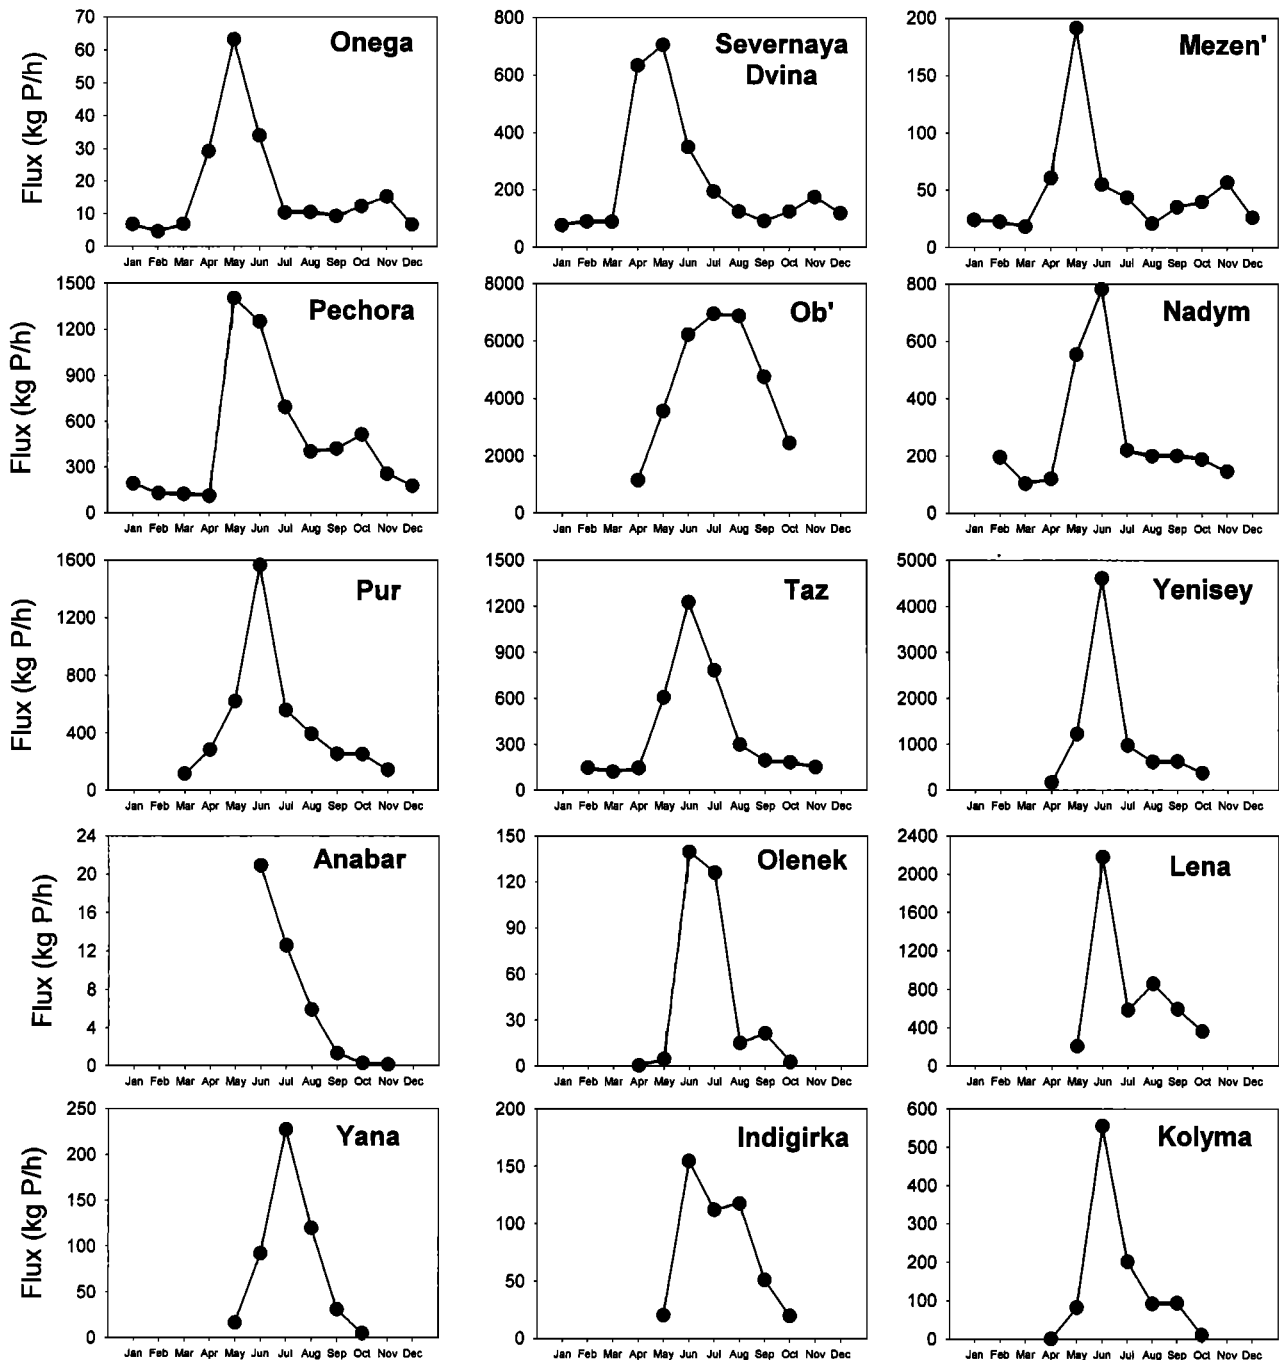 Onega
Flux (kg P/h)
70
60
50
40
30
20
10
0
Jan Feb Mar Apr May Jun Jul Aug Sep Oct Nov Dec
Severnaya
Dvina
800
600
400
200
0
Jan Feb Mar Apr May Jun Jul Aug Sep Oct Nov Dec
Mezen'
200
150
100
50
0
Jan Feb Mar Apr May Jun Jul Aug Sep Oct Nov Dec
Pechora
Flux (kg P/h)
1500
1200
900
600
300
0
Jan Feb Mar Apr May Jun Jul Aug Sep Oct Nov Dec
Ob'
8000
6000
4000
2000
0
Jan Feb Mar Apr May Jun Jul Aug Sep Oct Nov Dec
Nadym
800
600
400
200
0
Jan Feb Mar Apr May Jun Jul Aug Sep Oct Nov Dec
Pur
Flux (kg P/h)
1600
1200
800
400
0
Jan Feb Mar Apr May Jun Jul Aug Sep Oct Nov Dec
Taz
1500
1200
900
600
300
0
Jan Feb Mar Apr May Jun Jul Aug Sep Oct Nov Dec
Yenisey
5000
4000
3000
2000
1000
0
Jan Feb Mar Apr May Jun Jul Aug Sep Oct Nov Dec
Anabar
Flux (kg P/h)
24
20
16
12
8
4
0
Jan Feb Mar Apr May Jun Jul Aug Sep Oct Nov Dec
Olenek
150
120
90
60
30
0
Jan Feb Mar Apr May Jun Jul Aug Sep Oct Nov Dec
Lena
2400
2000
1600
1200
800
400
0
Jan Feb Mar Apr May Jun Jul Aug Sep Oct Nov Dec
Yana
Flux (kg P/h)
250
200
150
100
50
0
Jan Feb Mar Apr May Jun Jul Aug Sep Oct Nov Dec
Indigirka
200
150
100
50
0
Jan Feb Mar Apr May Jun Jul Aug Sep Oct Nov Dec
Kolyma
600
500
400
300
200
100
0
Jan Feb Mar Apr May Jun Jul Aug Sep Oct Nov Dec